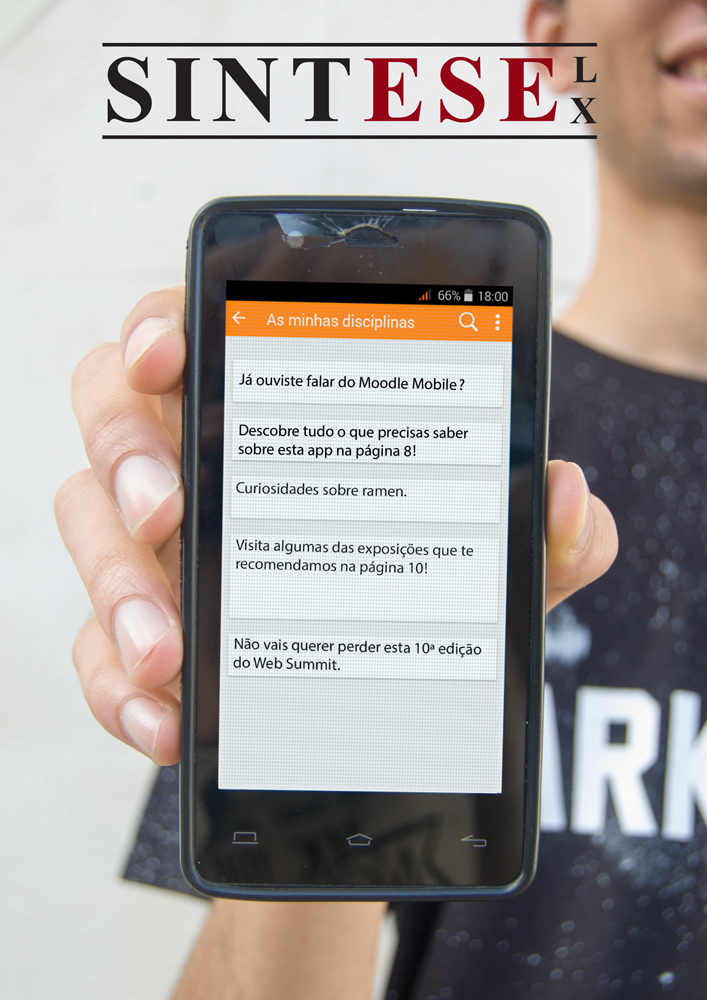 SINTESE LX
66% 18:00
As minhas disciplinas
Já ouviste falar do Moodle Mobile?
Descobre tudo o que precisas saber
sobre esta app na página 8!
Curiosidades sobre ramen.
Visita algumas das exposições que te
recomendamos na página 10!
Não vais querer perder esta 10ª edição
do Web Summit.
ARK